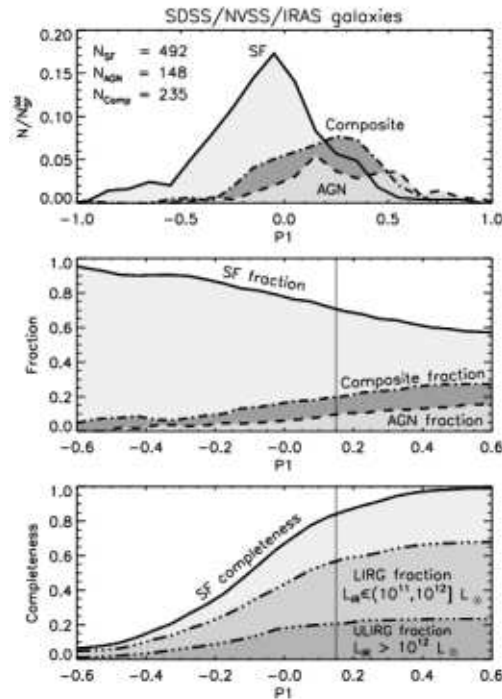 SDSS/NVSS/IRAS galaxies
N_SF = 492
N_AGN = 148
N_Comp = 235
SF
Composite
AGN
0.20
0.15
0.10
0.05
0.00
-1.0 -0.5 0.0 0.5 1.0
P1
1.0
0.8
0.6
0.4
0.2
0.0
Fraction
SF fraction
Composite fraction
AGN fraction
-0.6 -0.4 -0.2 -0.0 0.2 0.4 0.6
P1
1.0
0.8
0.6
0.4
0.2
0.0
Completeness
SF completeness
LIRG fraction
L_IR∈(10^11,10^12] L_⊙
ULIRG fraction
L_IR > 10^12 L_⊙
-0.6 -0.4 -0.2 -0.0 0.2 0.4 0.6
P1